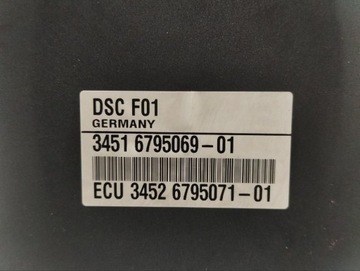 DSC F01
GERMANY
3451 6795069-01
ECU 3452 6795071-01